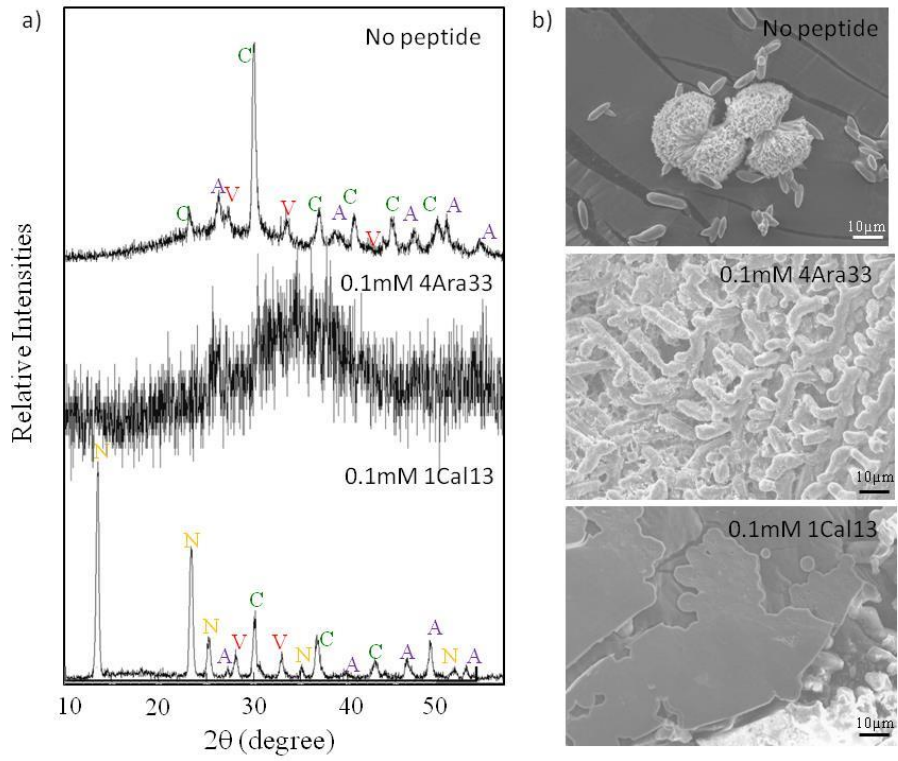 a)
No peptide
C
C
A
V
V
C
A
C
V
C
A
C
A
A
0.1mM 4Ara33
0.1mM 1Cal13
N
N
N
A
V
C
V
N
C
A
C
A
A
N
A
Relative Intensities
10
20
30
40
50
2θ (degree)
b)
No peptide
10μm
0.1mM 4Ara33
10μm
0.1mM 1Cal13
10μm